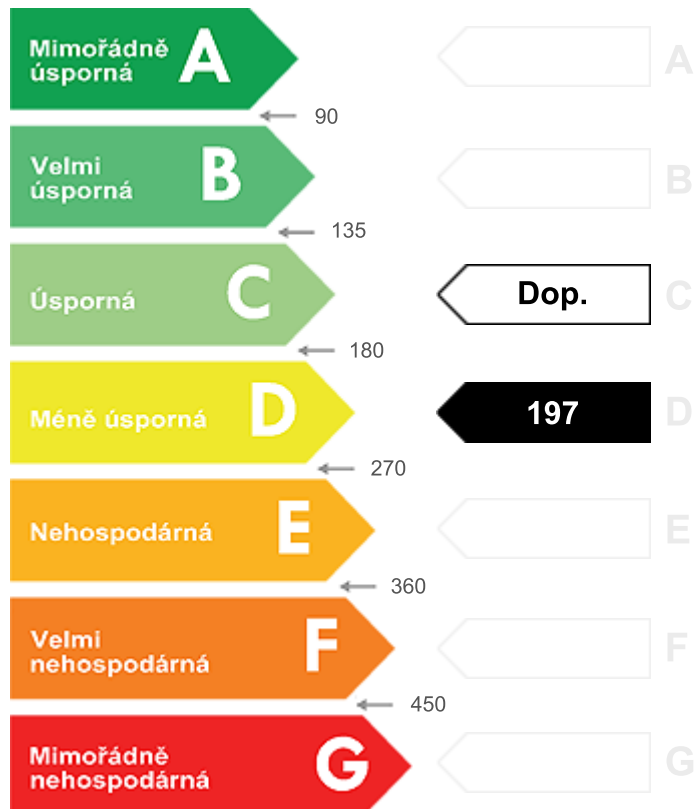 Mimořádně
úsporná
A
A
90
Velmi
úsporná
B
B
135
Úsporná
C
Dop.
C
180
Méně úsporná
D
197
D
270
Nehospodárná
E
E
360
Velmi
nehospodárná
F
F
450
Mimořádně
nehospodárná
G
G